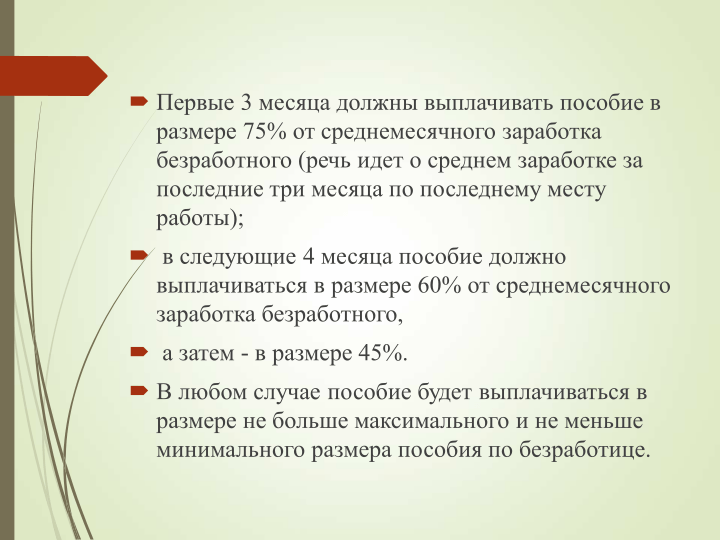 Первые 3 месяца должны выплачивать пособие в
размере 75% от среднемесячного заработка
безработного (речь идет о среднем заработке за
последние три месяца по последнему месту
работы);
в следующие 4 месяца пособие должно
выплачиваться в размере 60% от среднемесячного
заработка безработного,
а затем - в размере 45%.
В любом случае пособие будет выплачиваться в
размере не больше максимального и не меньше
минимального размера пособия по безработице.